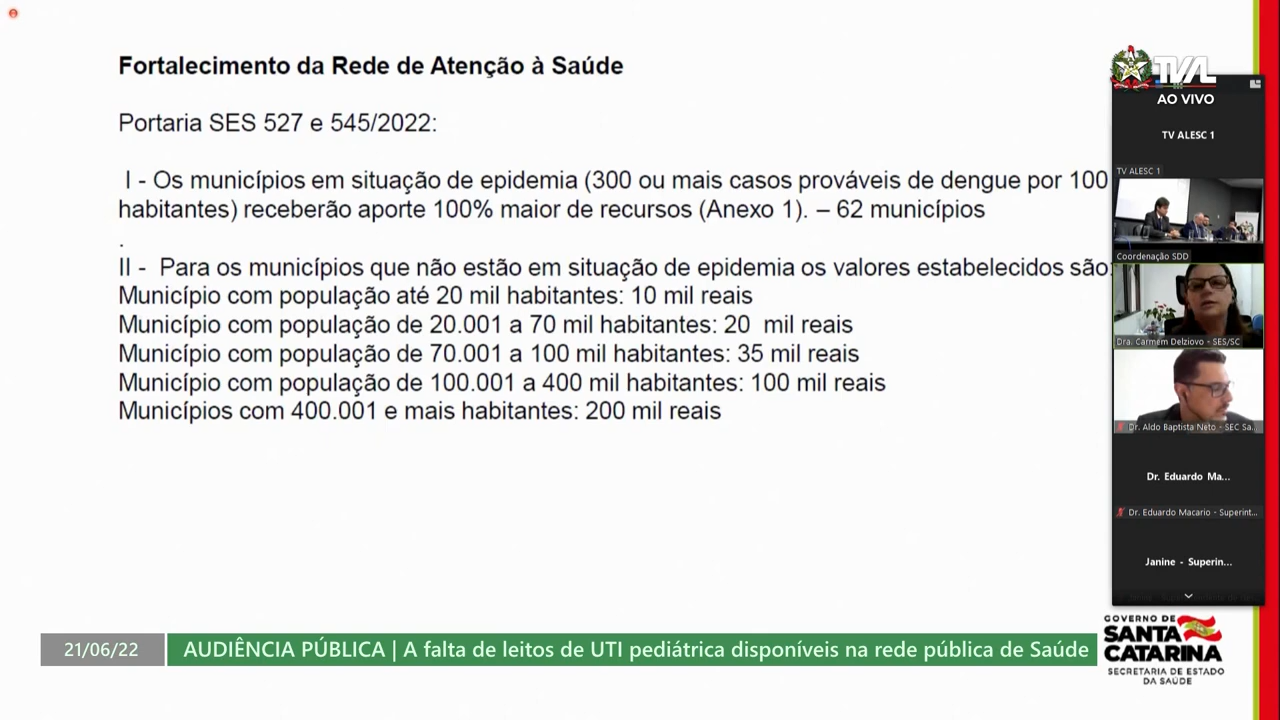 Fortalecimento da Rede de Atenção à Saúde
Portaria SES 527 e 545/2022:
I - Os municípios em situação de epidemia (300 ou mais casos prováveis de dengue por 100
habitantes) receberão aporte 100% maior de recursos (Anexo 1). – 62 municípios
.
II - Para os municípios que não estão em situação de epidemia os valores estabelecidos são:
Município com população até 20 mil habitantes: 10 mil reais
Município com população de 20.001 a 70 mil habitantes: 20 mil reais
Município com população de 70.001 a 100 mil habitantes: 35 mil reais
Município com população de 100.001 a 400 mil habitantes: 100 mil reais
Municípios com 400.001 e mais habitantes: 200 mil reais
TVAL
AO VIVO
TV ALESC 1
TV ALESC 1
Coordenação SDD
Dra. Carmem Delziovo - SES/SC
Dr. Aldo Baptista Neto - SEC Sa...
Dr. Eduardo Ma...
Dr. Eduardo Macario - Superint...
Janine - Superin...
21/06/22
AUDIÊNCIA PÚBLICA | A falta de leitos de UTI pediátrica disponíveis na rede pública de Saúde
GOVERNO DE
SANTA
CATARINA
SECRETARIA DE ESTADO
DA SAÚDE